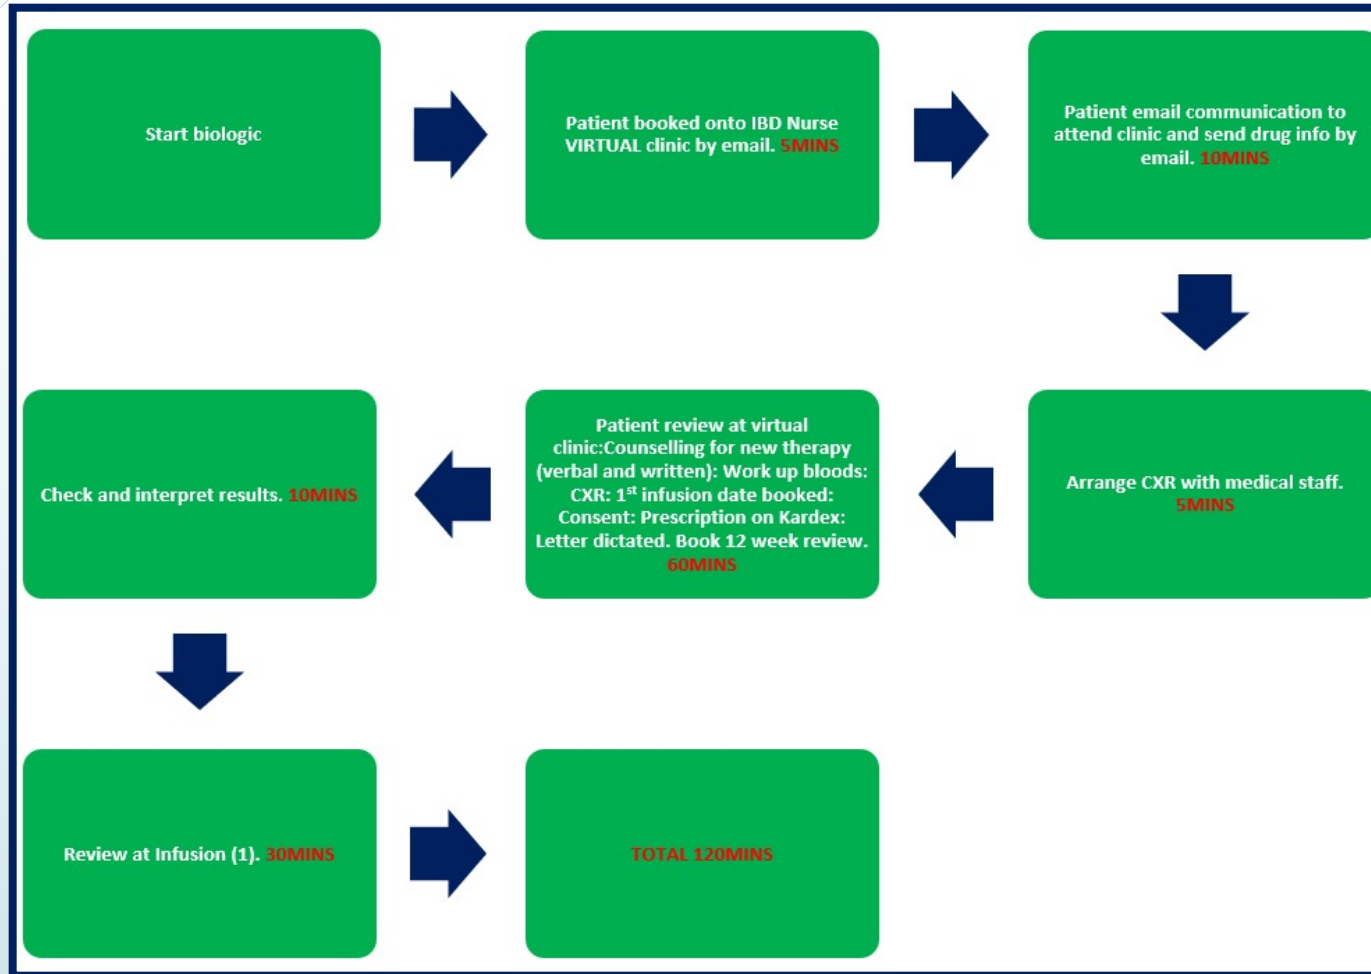 Start biologic
Patient booked onto IBD Nurse
VIRTUAL clinic by email. 5MINS
Patient email communication to
attend clinic and send drug info by
email. 10MINS
Arrange CXR with medical staff.
5MINS
Patient review at virtual
clinic:Counselling for new therapy
(verbal and written): Work up bloods:
CXR: 1st infusion date booked:
Consent: Prescription on Kardex:
Letter dictated. Book 12 week review.
60MINS
Check and interpret results. 10MINS
Review at Infusion (1). 30MINS
TOTAL 120MINS